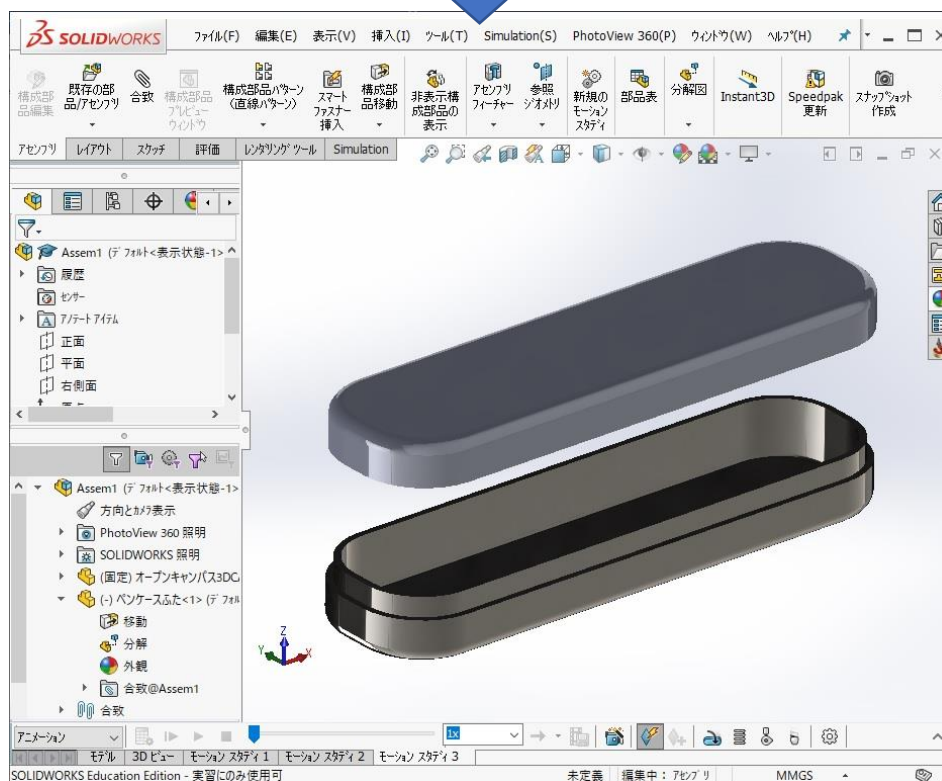 SOLIDWORKS ファイル(F) 編集(E) 表示(V) 挿入(I) ツール(T) Simulation(S) PhotoView 360(P) ウィンドウ(W) ヘルプ(H)
構成部品編集
既存の部品/アセンブリ
合致
構成部品プレビューウィンドウ
構成部品パターン(直線パターン)
スマートファスナー挿入
構成部品移動
非表示構成部品の表示
アセンブリフィーチャー
参照ジオメトリ
新規のモーションスタディ
部品表
分解図
Instant3D
Speedpak更新
スナップショット作成
アセンブリ レイアウト スケッチ 評価 レンダリング ツール Simulation
Assem1 (デフォルト<表示状態-1>
履歴
センサー
アノテート アイテム
正面
平面
右側面
Assem1 (デフォルト<表示状態-1>
方向とカメラ表示
PhotoView 360 照明
SOLIDWORKS 照明
(固定) オープンキャンパス3DC
(-) ペンケースふた<1> (デフォル
移動
分解
外観
合致@Assem1
合致
Z
Y
X
アニメーション 1x
モデル 3D ビュー モーション スタディ 1 モーション スタディ 2 モーション スタディ 3
SOLIDWORKS Education Edition - 実習にのみ使用可 未定義 編集中: アセンブリ MMGS